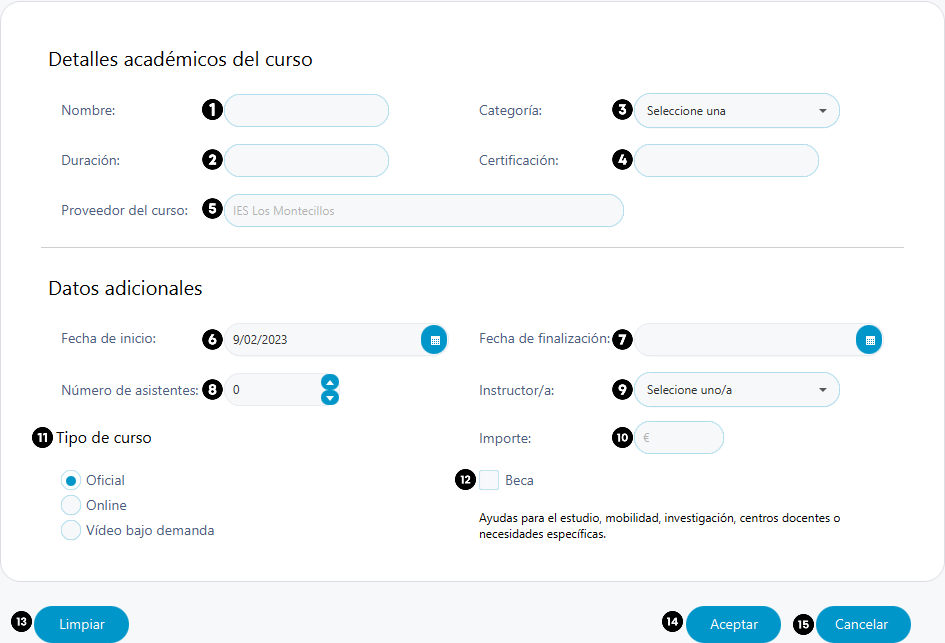 Detalles académicos del curso
Nombre: 1
Categoría: 3 Seleccione una
Duración: 2
Certificación: 4
Proveedor del curso: 5 IES Los Montecillos
Datos adicionales
Fecha de inicio: 6 9/02/2023
Fecha de finalización: 7
Número de asistentes: 8 0
Instructor/a: 9 Selecione uno/a
11 Tipo de curso
Importe: 10 €
Oficial
Online
Vídeo bajo demanda
12 Beca
Ayudas para el estudio, mobilidad, investigación, centros docentes o
necesidades específicas.
13 Limpiar
14 Aceptar
15 Cancelar